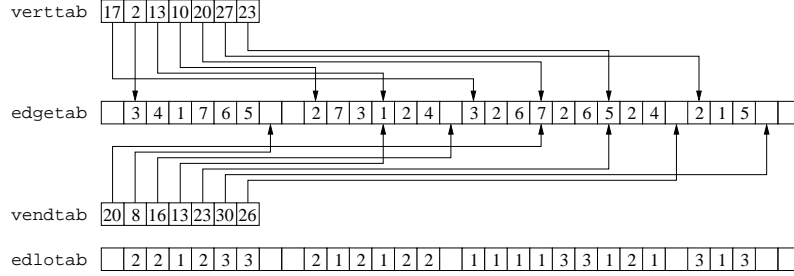 verttab 17 2 13 10 20 27 23
edgetab 3 4 1 7 6 5 2 7 3 1 2 4 3 2 6 7 2 6 5 2 4 2 1 5
vendtab 20 8 16 13 23 30 26
edlotab 2 2 1 2 3 3 2 1 2 1 2 2 1 1 1 1 3 3 1 2 1 3 1 3